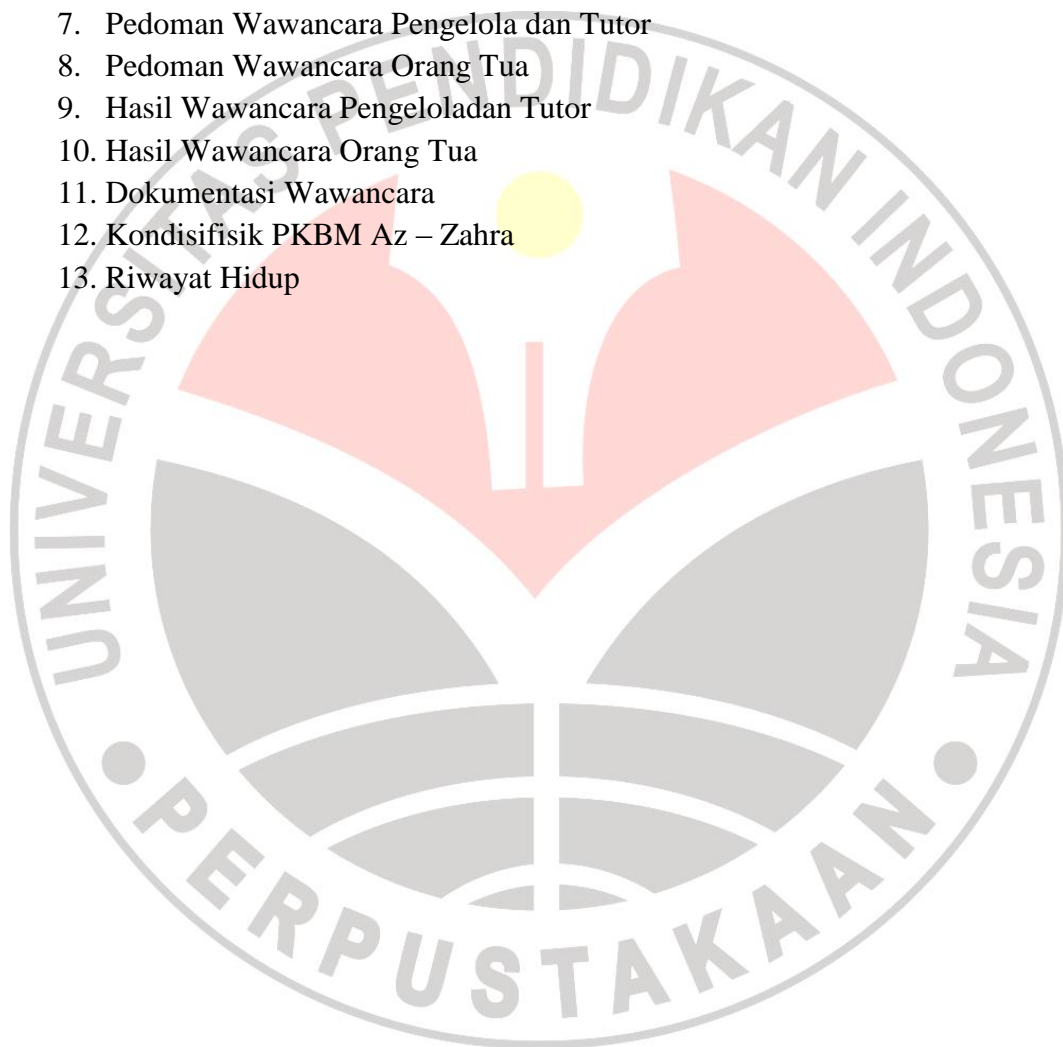 7. Pedoman Wawancara Pengelola dan Tutor
8. Pedoman Wawancara Orang Tua
9. Hasil Wawancara Pengeloladan Tutor
10. Hasil Wawancara Orang Tua
11. Dokumentasi Wawancara
12. Kondisifisik PKBM Az – Zahra
13. Riwayat Hidup
UNIVERSITAS PENDIDIKAN INDONESIA
PERPUSTAKAAN